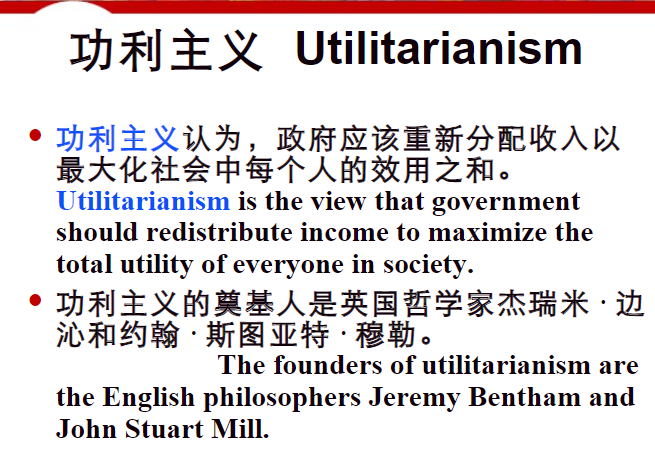 功利主义 Utilitarianism
• 功利主义认为，政府应该重新分配收入以
最大化社会中每个人的效用之和。
Utilitarianism is the view that government
should redistribute income to maximize the
total utility of everyone in society.
• 功利主义的奠基人是英国哲学家杰瑞米·边
沁和约翰·斯图亚特·穆勒。
The founders of utilitarianism are
the English philosophers Jeremy Bentham and
John Stuart Mill.